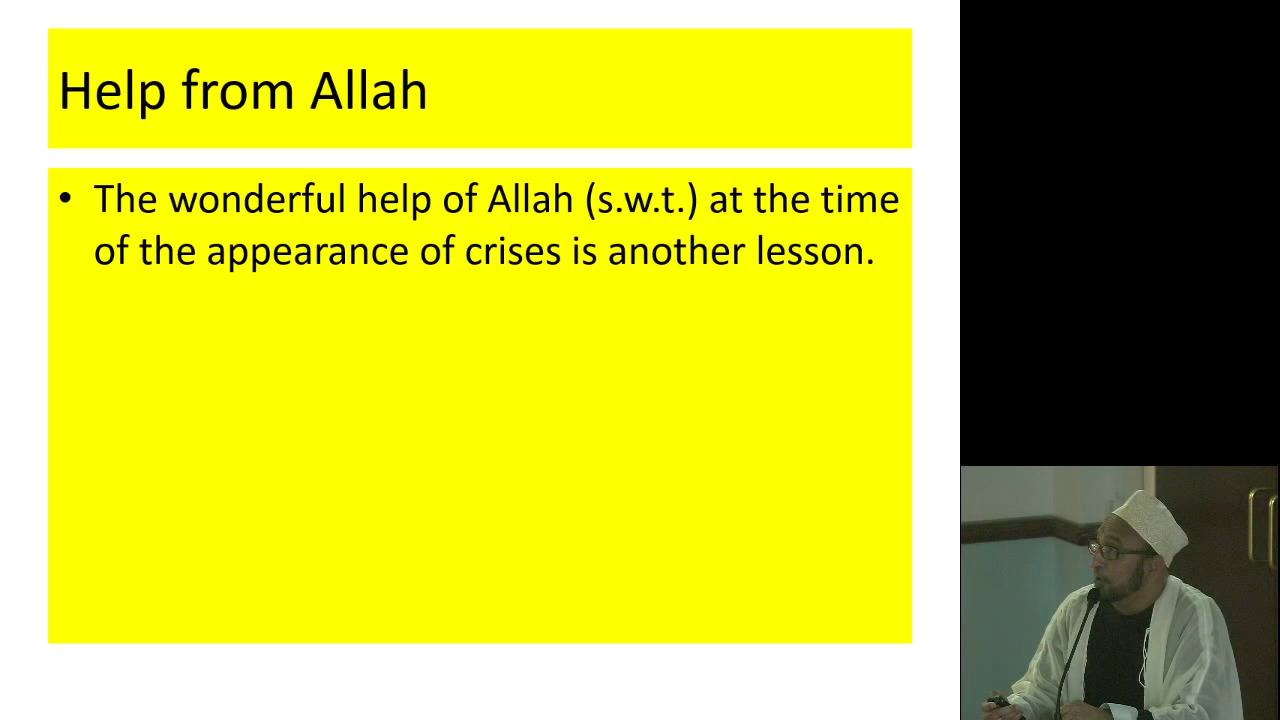 Help from Allah
• The wonderful help of Allah (s.w.t.) at the time
of the appearance of crises is another lesson.